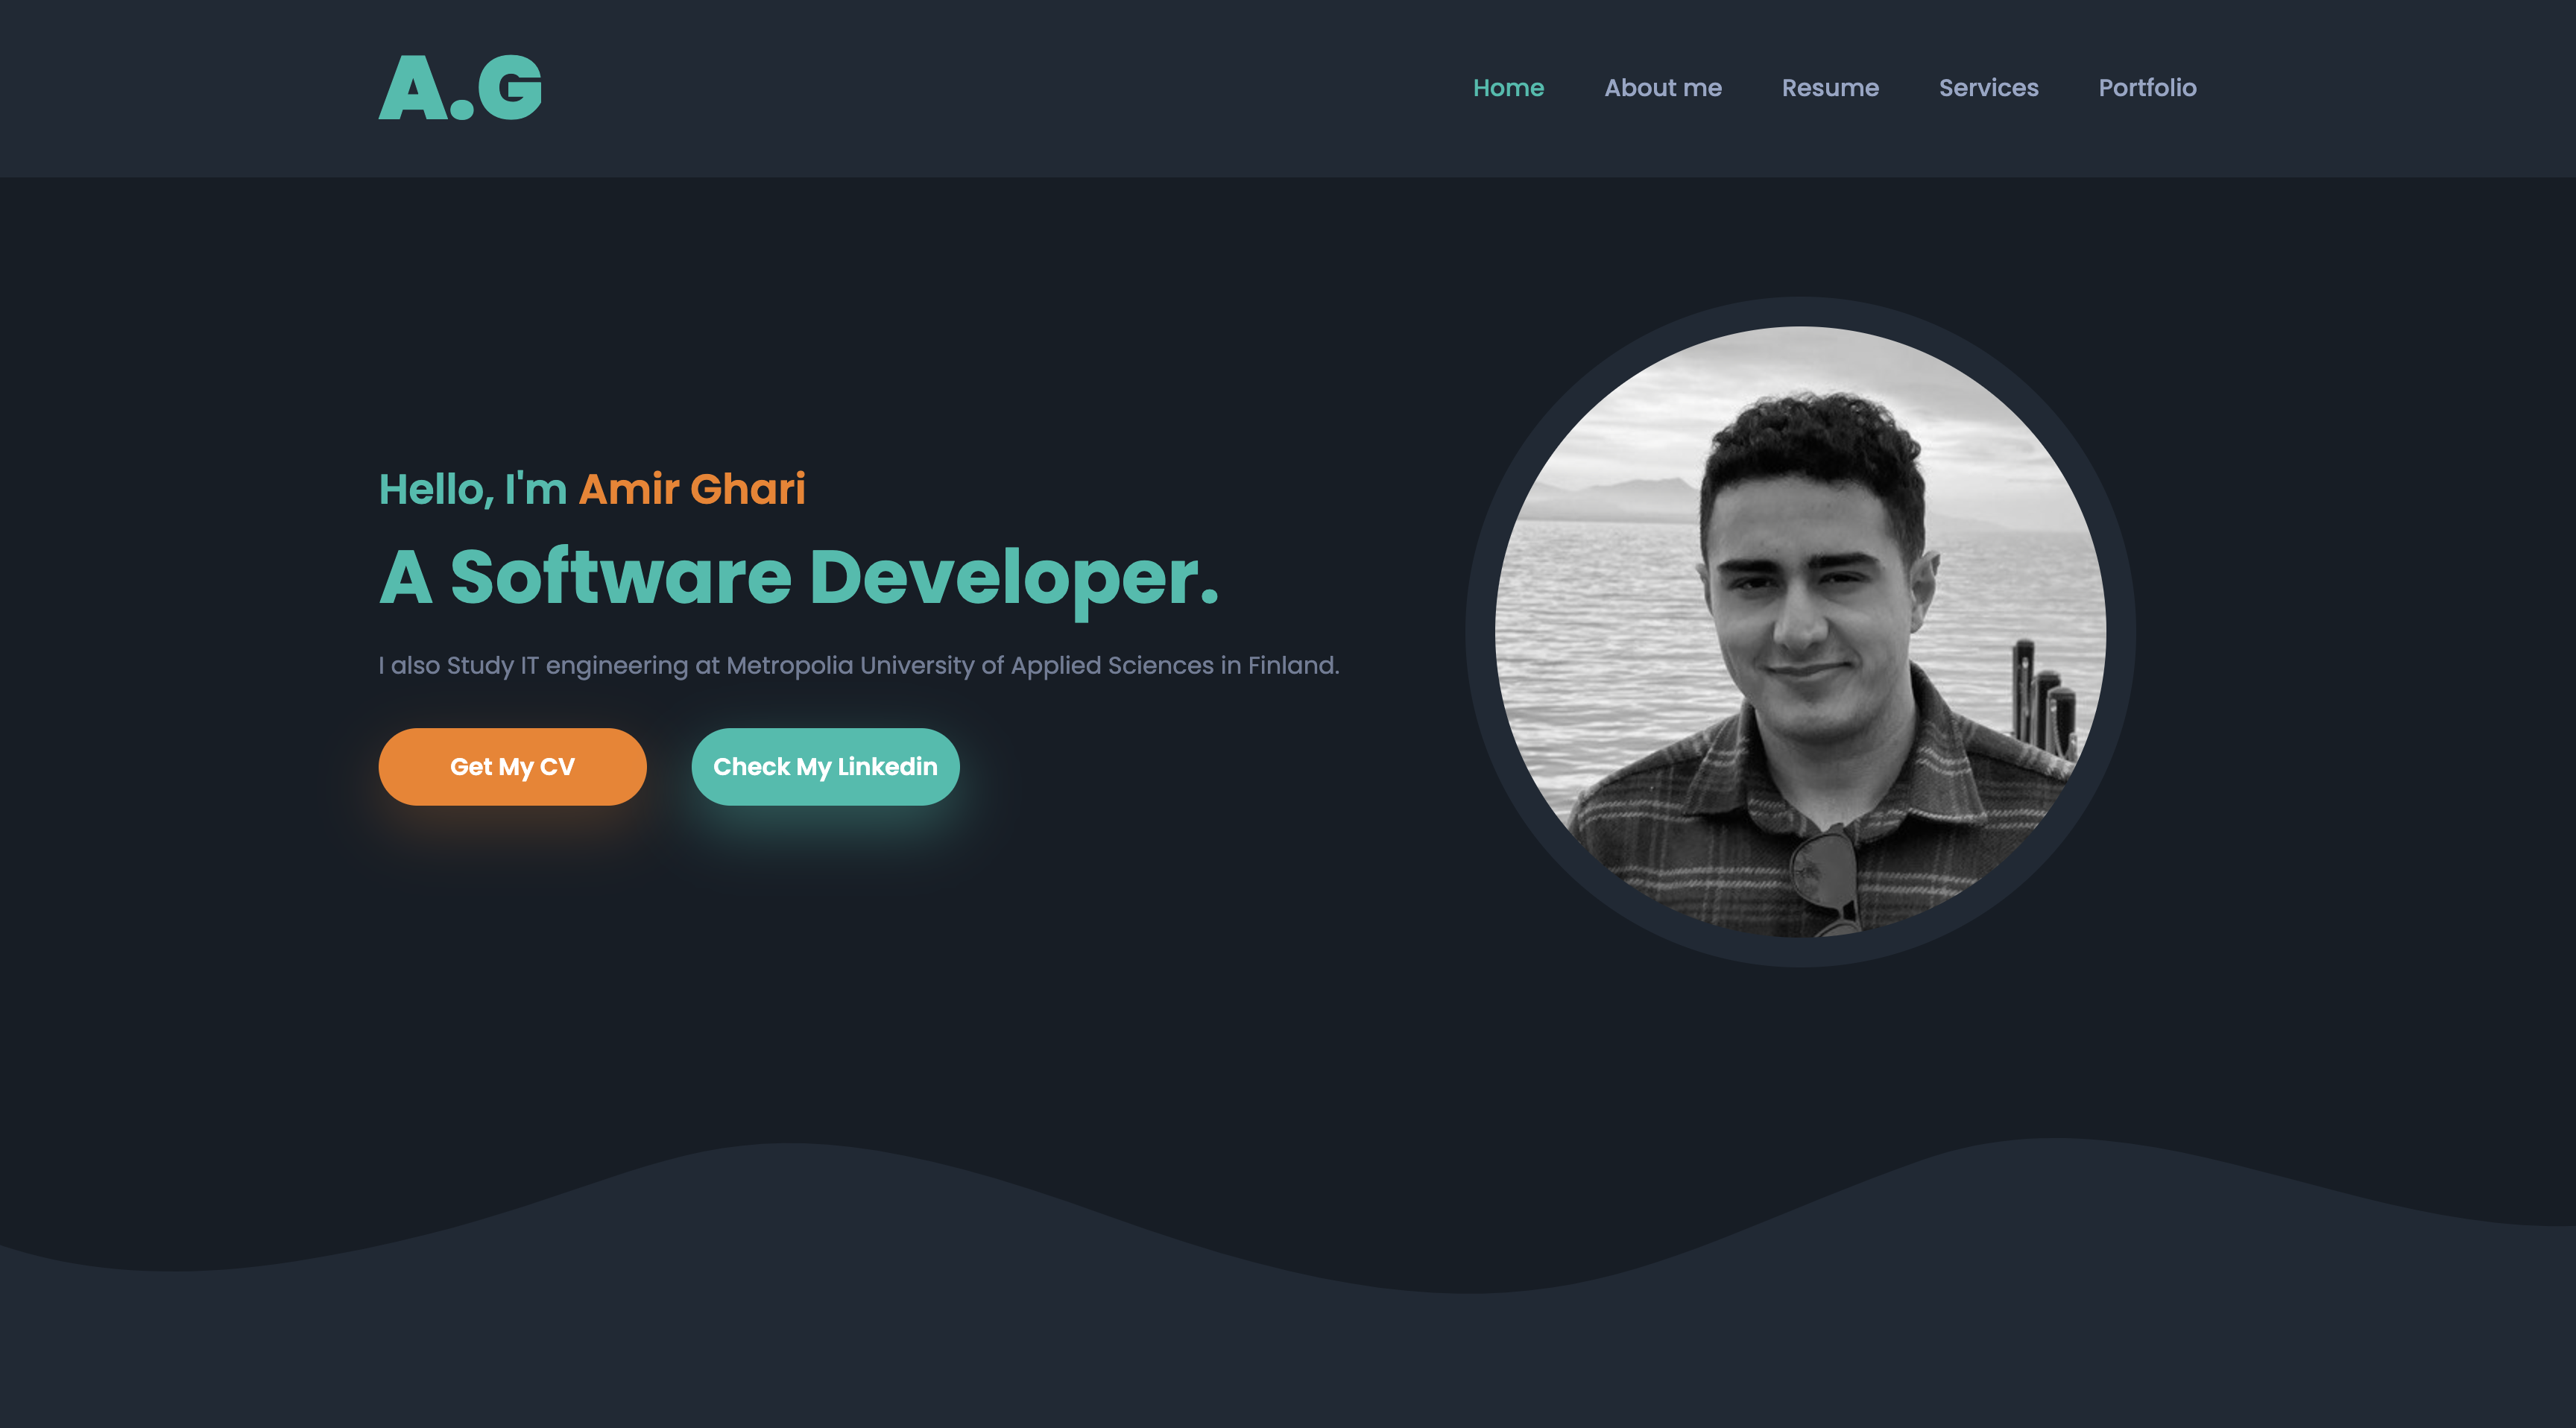 A.G
Home About me Resume Services Portfolio
Hello, I'm Amir Ghari
A Software Developer.
I also Study IT engineering at Metropolia University of Applied Sciences in Finland.
Get My CV
Check My Linkedin